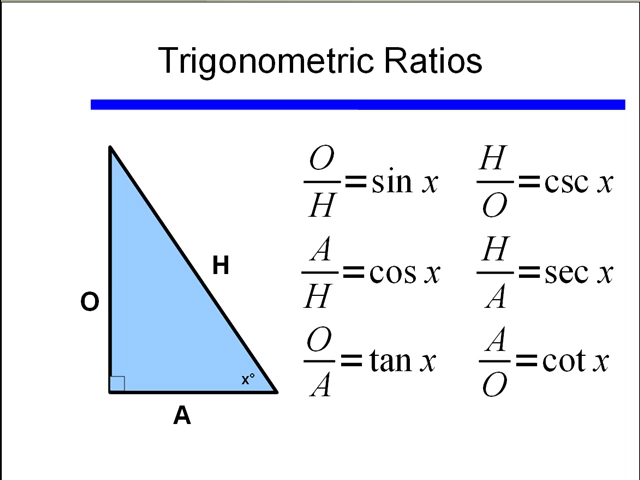 Trigonometric Ratios
O/H = sin x
H/O = csc x
A/H = cos x
H/A = sec x
O/A = tan x
A/O = cot x
H
O
x°
A